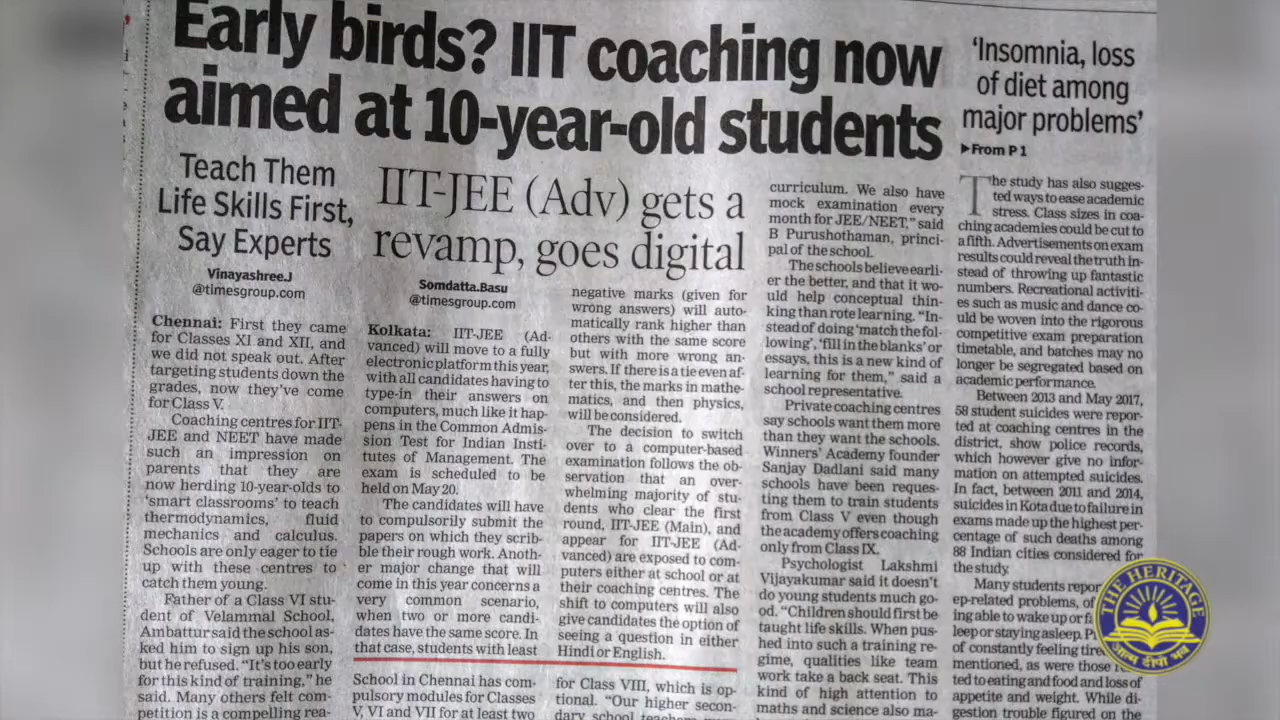 Early birds? IIT coaching now
aimed at 10-year-old students
Teach Them
Life Skills First,
Say Experts
Vinayashree.J
@timesgroup.com
Chennai: First they came
for Classes XI and XII, and
we did not speak out. After
targeting students down the
grades, now they've come
for Class V.
Coaching centres for IIT-
JEE and NEET have made
such an impression on
parents that they are
now herding 10-year-olds to
'smart classrooms' to teach
thermodynamics, fluid
mechanics and calculus.
Schools are only eager to tie
up with these centres to
catch them young.
Father of a Class VI stu-
dent of Velammal School,
Ambattur said the school as-
ked him to sign up his son,
but he refused. "It's too early
for this kind of training," he
said. Many others felt com-
petition is a compelling rea-
School in Chennai has com-
pulsory modules for Classes
V, VI and VII for at least two
for Class VIII, which is op-
tional. "Our higher secon-
dary school teachers
curriculum. We also have
mock examination every
month for JEE/NEET," said
B Purushothaman, princi-
pal of the school.
The schools believe earli-
er the better, and that it wo-
uld help conceptual thin-
king than rote learning. "In-
stead of doing 'match the fol-
lowing', 'fill in the blanks' or
essays, this is a new kind of
learning for them," said a
school representative.
Private coaching centres
say schools want them more
than they want the schools.
Winners' Academy founder
Sanjay Dadlani said many
schools have been reques-
ting them to train students
from Class V even though
the academy offers coaching
only from Class IX.
Psychologist Lakshmi
Vijayakumar said it doesn't
do young students much go-
od. "Children should first be
taught life skills. When pus-
hed into such a training re-
gime, qualities like team
work take a back seat. This
kind of high attention to
maths and science also ma-
IIT-JEE (Adv) gets a
revamp, goes digital
Somdatta.Basu
@timesgroup.com
Kolkata: IIT-JEE (Ad-
vanced) will move to a fully
electronic platform this year,
with all candidates having to
type-in their answers on
computers, much like it hap-
pens in the Common Admis-
sion Test for Indian Insti-
tutes of Management. The
exam is scheduled to be
held on May 20.
The candidates will have
to compulsorily submit the
papers on which they scrib-
ble their rough work. Anoth-
er major change that will
come in this year concerns a
very common scenario,
when two or more candi-
dates have the same score. In
that case, students with least
negative marks (given for
wrong answers) will auto-
matically rank higher than
others with the same score
but with more wrong an-
swers. If there is a tie even af-
ter this, the marks in mathe-
matics, and then physics,
will be considered.
The decision to switch
over to a computer-based
examination follows the ob-
servation that an over-
whelming majority of stu-
dents who clear the first
round, IIT-JEE (Main), and
appear for IIT-JEE (Ad-
vanced) are exposed to com-
puters either at school or at
their coaching centres. The
shift to computers will also
give candidates the option of
seeing a question in either
Hindi or English.
'Insomnia, loss
of diet among
major problems'
▶From P 1
The study has also sugges-
ted ways to ease academic
stress. Class sizes in coa-
ching academies could be cut to
a fifth. Advertisements on exam
results could reveal the truth in-
stead of throwing up fantastic
numbers. Recreational activiti-
es such as music and dance co-
uld be woven into the rigorous
competitive exam preparation
timetable, and batches may no
longer be segregated based on
academic performance.
Between 2013 and May 2017,
58 student suicides were repor-
ted at coaching centres in the
district, show police records,
which however give no infor-
mation on attempted suicides.
In fact, between 2011 and 2014,
suicides in Kota due to failure in
exams made up the highest per-
centage of such deaths among
88 Indian cities considered for
the study.
Many students
ep-related problems,
ing able to wake up or
leep or staying asleep.
of constantly feeling
mentioned, as were those
ted to eating and food and loss of
appetite and weight. While di-
gestion trouble figured on the
THE HERITAGE
आत्म दीपो भव